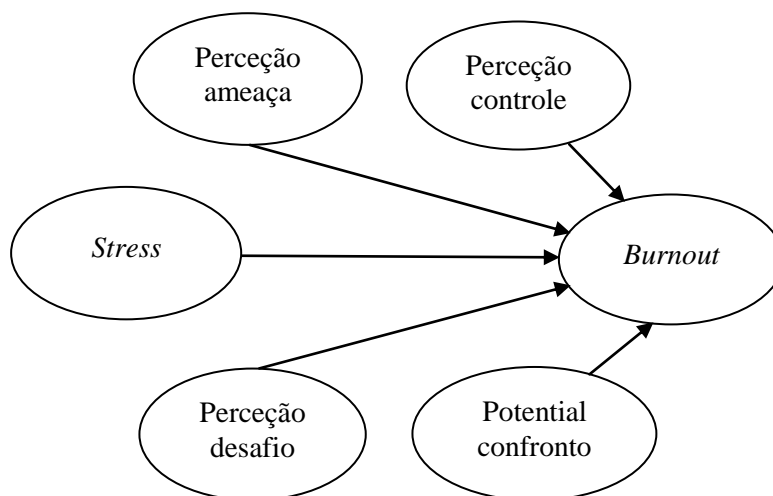 Perceção
ameaça
Perceção
controle
Stress
Burnout
Perceção
desafio
Potential
confronto